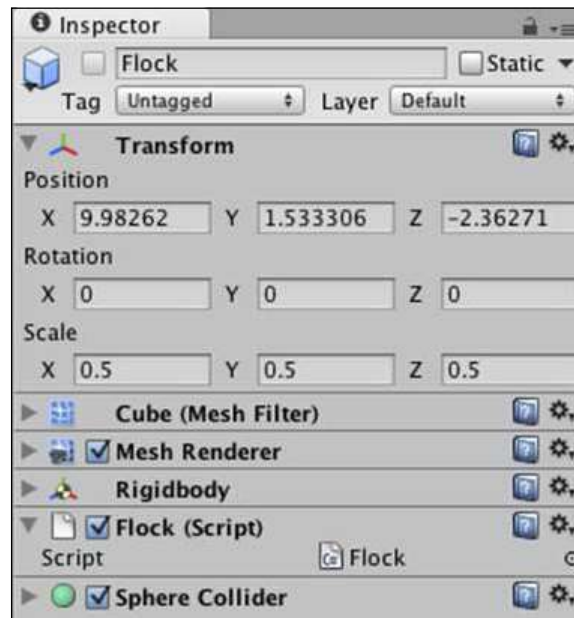 Inspector
Flock Static
Tag Untagged Layer Default
Transform
Position
X 9.98262 Y 1.533306 Z -2.36271
Rotation
X 0 Y 0 Z 0
Scale
X 0.5 Y 0.5 Z 0.5
Cube (Mesh Filter)
Mesh Renderer
Rigidbody
Flock (Script)
Script Flock
Sphere Collider